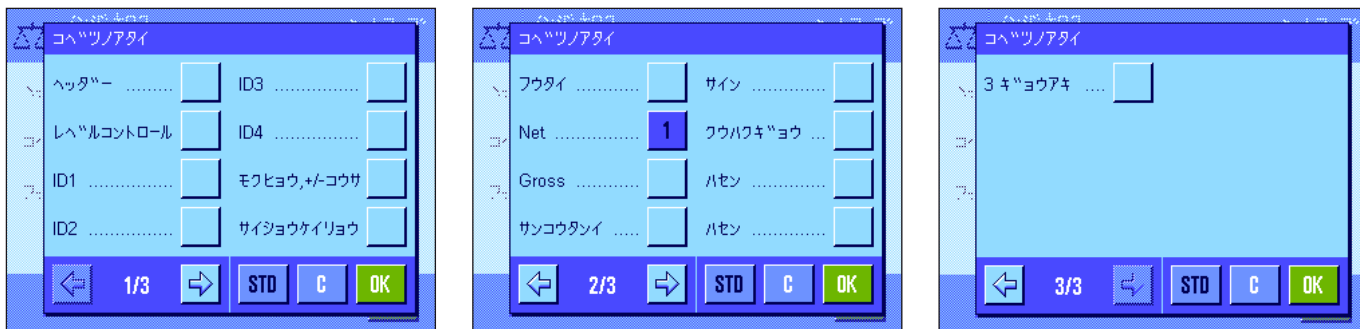 コヘ゛ツノアタイ
ヘッタ゛ー ......... ID3 ..................
レヘ゛ルコントロール ID4 ................
ID1 ................ モクヒョウ,+/-コウサ
ID2 ................ サイショウケイリョウ
1/3 STD C OK
コヘ゛ツノアタイ
フウタイ ............. サイン ................
Net ................. クウハクキ゛ョウ ...
Gross ............ ハセン ..............
サンコウタンイ ..... ハセン ..............
2/3 STD C OK
コヘ゛ツノアタイ
3 キ゛ョウアキ ....
3/3 STD C OK